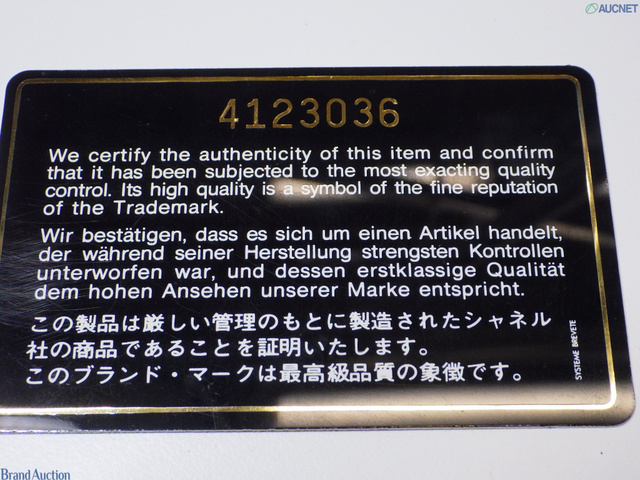 AUCNET
4123036
We certify the authenticity of this item and confirm
that it has been subjected to the most exacting quality
control. Its high quality is a symbol of the fine reputation
of the Trademark.
Wir bestätigen, dass es sich um einen Artikel handelt,
der während seiner Herstellung strengsten Kontrollen
unterworfen war, und dessen erstklassige Qualität
dem hohen Ansehen unserer Marke entspricht.
この製品は厳しい管理のもとに製造されたシャネル
社の商品であることを証明いたします。
このブランド・マークは最高級品質の象徴です。
SYSTEME BREVETE
Brand Auction